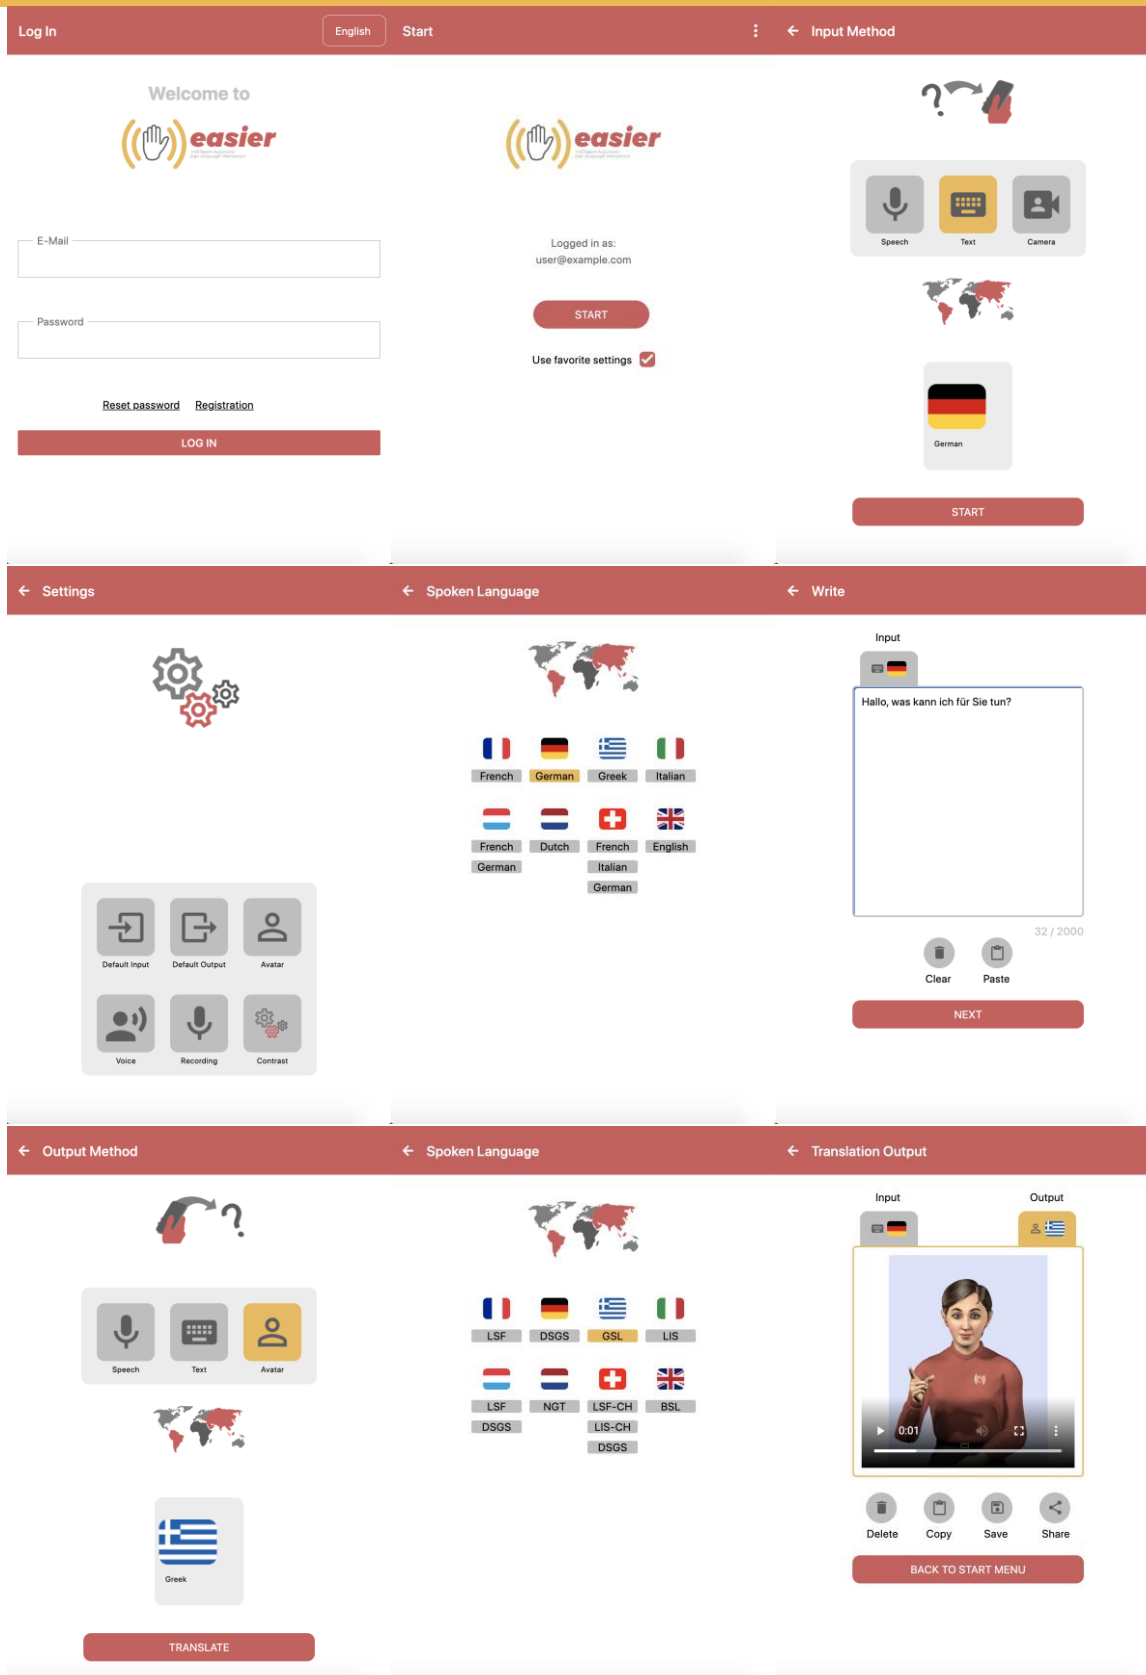 Log In
English
Welcome to
easier
E-Mail
Password
Reset password Registration
LOG IN
Start
easier
Logged in as:
user@example.com
START
Use favorite settings
Input Method
?
Speech Text Camera
German
START
Settings
Default Input Default Output Avatar
Voice Recording Contrast
Spoken Language
French German Greek Italian
French Dutch French English
German Italian
German
Write
Input
Hallo, was kann ich für Sie tun?
32 / 2000
Clear Paste
NEXT
Output Method
?
Speech Text Avatar
Greek
TRANSLATE
Spoken Language
LSF DSGS GSL LIS
LSF NGT LSF-CH BSL
DSGS LIS-CH
DSGS
Translation Output
Input Output
0:01
Delete Copy Save Share
BACK TO START MENU